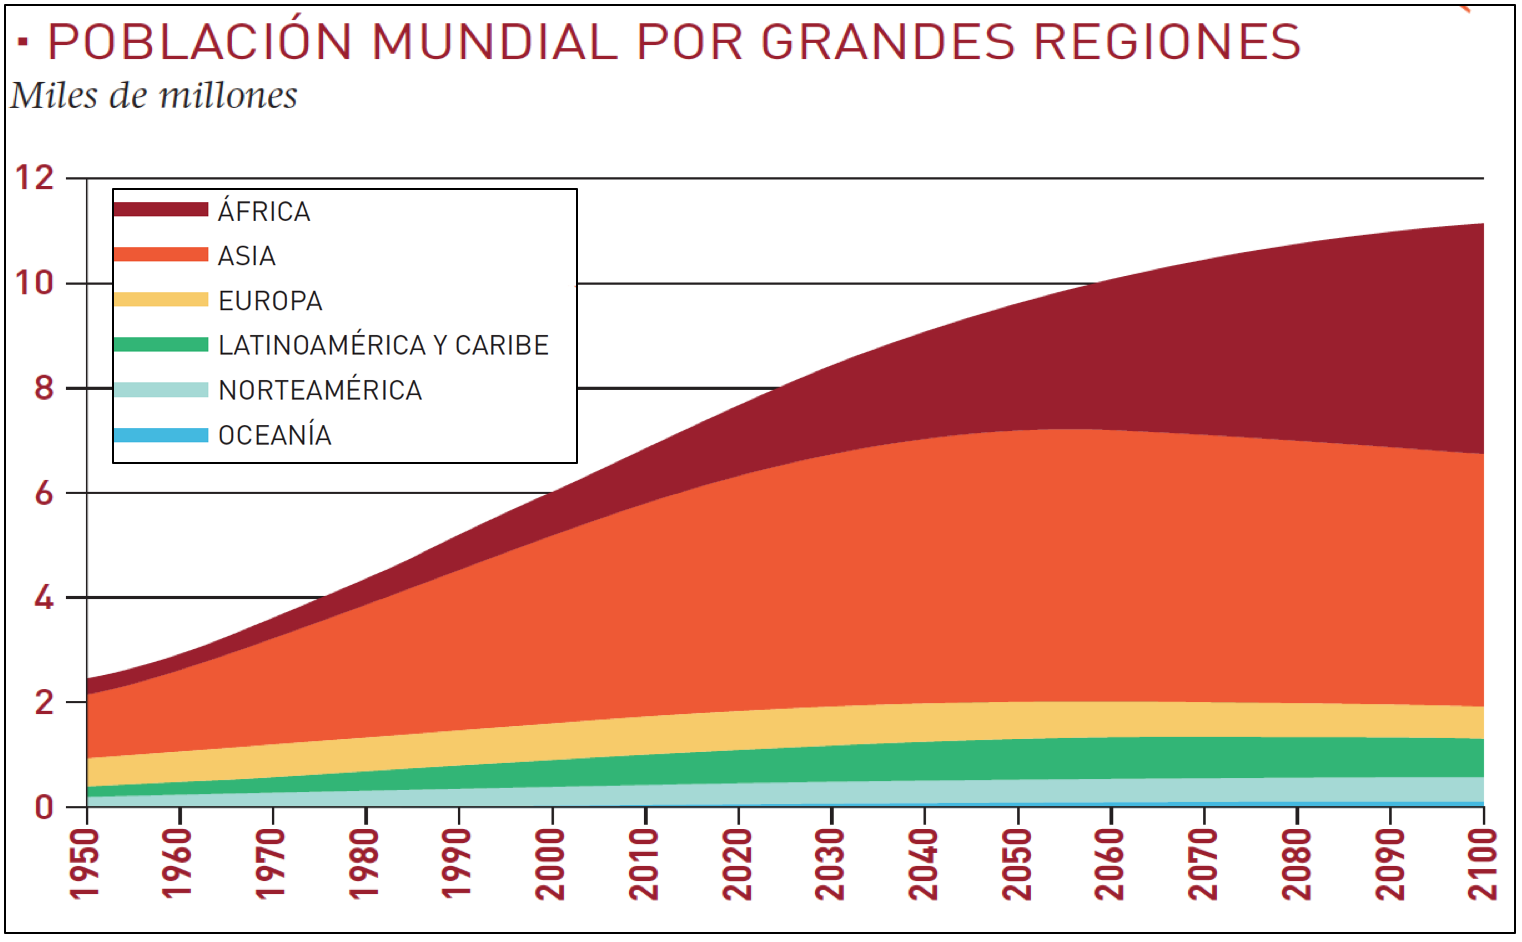 ▪ POBLACIÓN MUNDIAL POR GRANDES REGIONES
Miles de millones
12
10
8
6
4
2
0
ÁFRICA
ASIA
EUROPA
LATINOAMÉRICA Y CARIBE
NORTEAMÉRICA
OCEANÍA
1950
1960
1970
1980
1990
2000
2010
2020
2030
2040
2050
2060
2070
2080
2090
2100